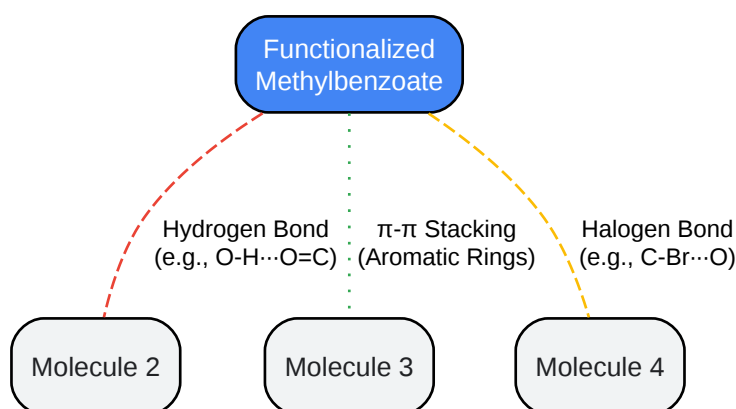 Functionalized
Methylbenzoate
Hydrogen Bond
(e.g., O-H···O=C)
π-π Stacking
(Aromatic Rings)
Halogen Bond
(e.g., C-Br···O)
Molecule 2
Molecule 3
Molecule 4